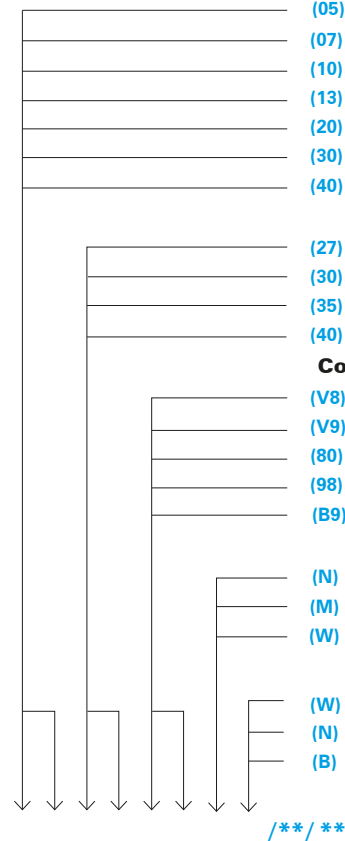 (05)
(07)
(10)
(13)
(20)
(30)
(40)
(27)
(30)
(35)
(40)
Co
(V8)
(V9)
(80)
(98)
(B9)
(N)
(M)
(W)
(W)
(N)
(B)
/**/ **